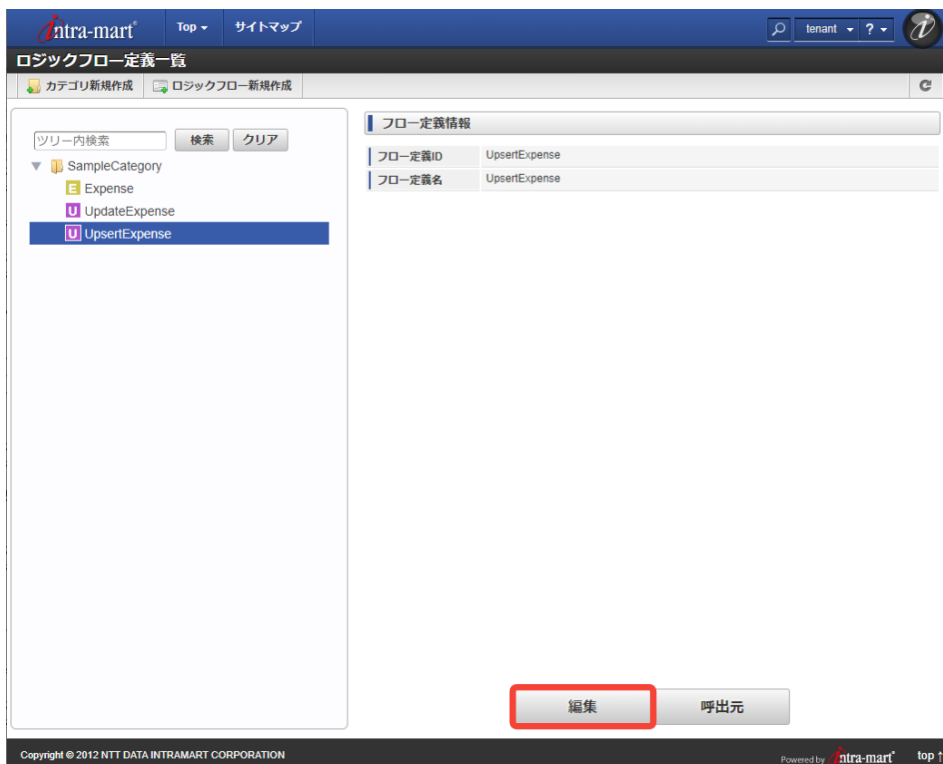 intra-mart Top サイトマップ tenant ?
ロジックフロー定義一覧
カテゴリ新規作成 ロジックフロー新規作成
フロー定義情報
ツリー内検索 検索 クリア
フロー定義ID UpsertExpense
フロー定義名 UpsertExpense
SampleCategory
E Expense
U UpdateExpense
U UpsertExpense
編集 呼出元
Copyright © 2012 NTT DATA INTRAMART CORPORATION
Powered by intra-mart top ↑